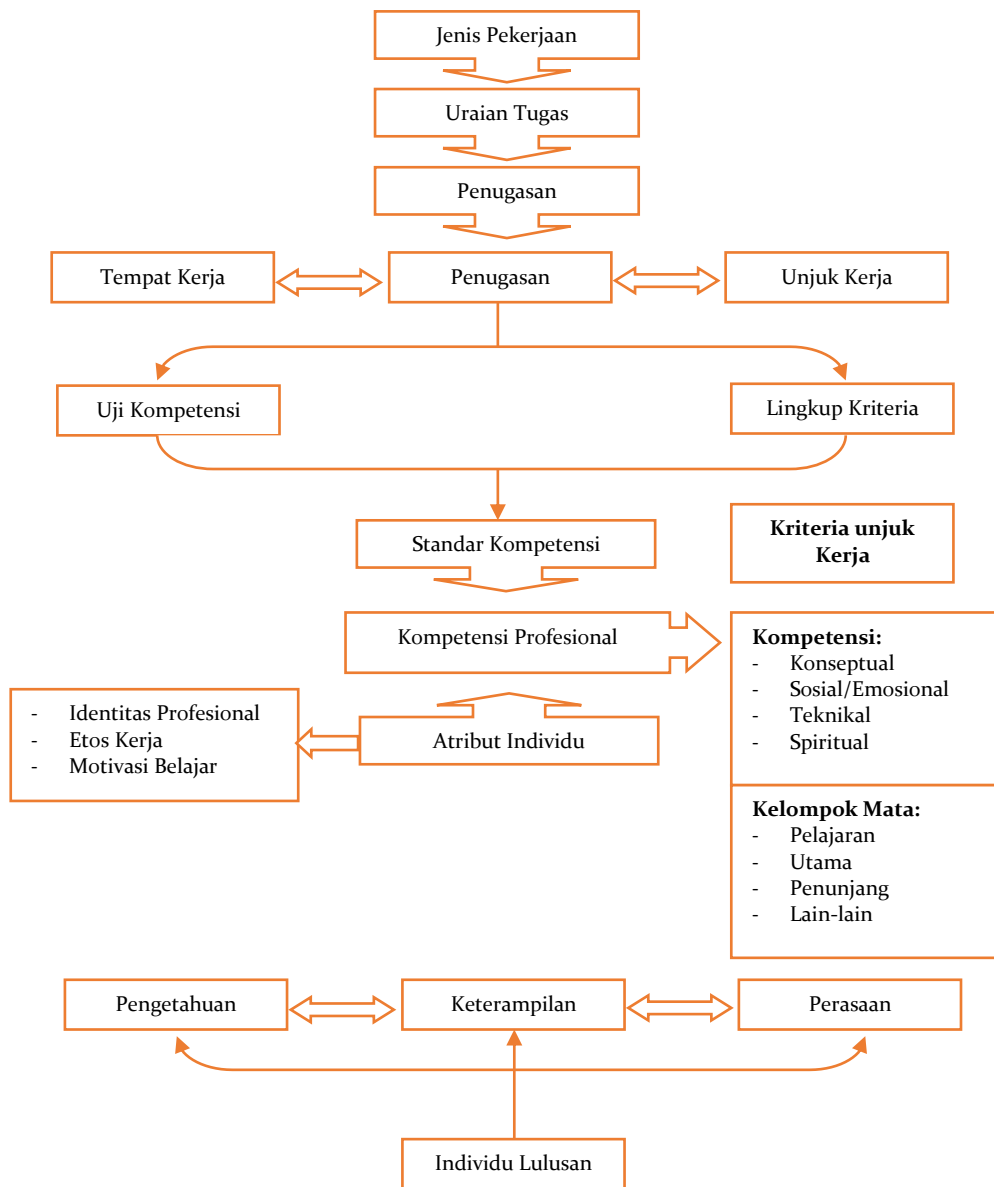 Jenis Pekerjaan
Uraian Tugas
Penugasan
Tempat Kerja
Penugasan
Unjuk Kerja
Uji Kompetensi
Lingkup Kriteria
Standar Kompetensi
Kriteria unjuk
Kerja
Kompetensi Profesional
Kompetensi:
- Konseptual
- Sosial/Emosional
- Teknikal
- Spiritual
- Identitas Profesional
- Etos Kerja
- Motivasi Belajar
Atribut Individu
Kelompok Mata:
- Pelajaran
- Utama
- Penunjang
- Lain-lain
Pengetahuan
Keterampilan
Perasaan
Individu Lulusan